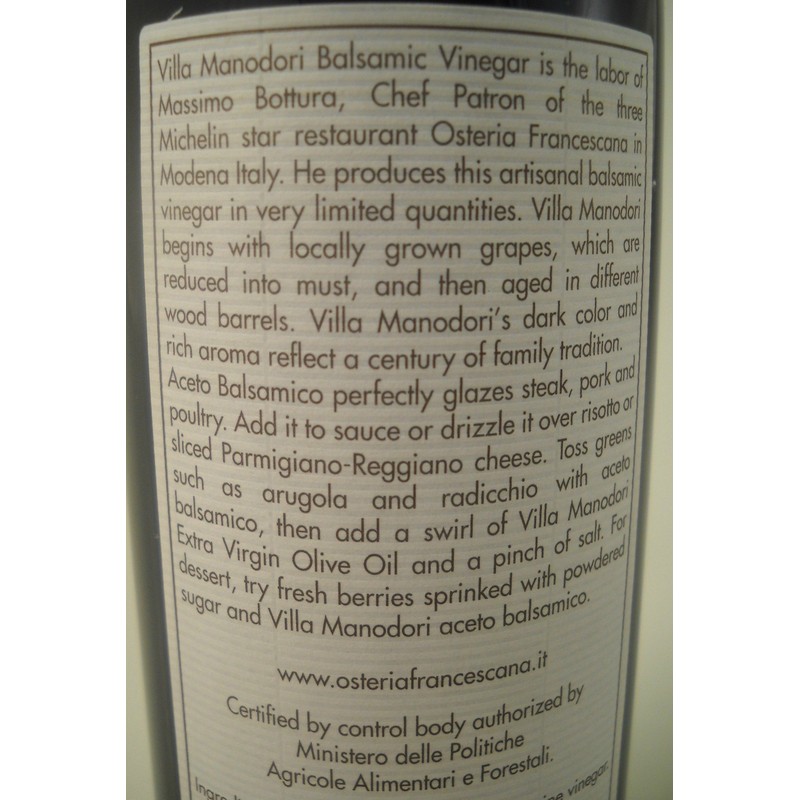 Villa Manodori Balsamic Vinegar is the labor of
Massimo Bottura, Chef Patron of the three
Michelin star restaurant Osteria Francescana in
Modena Italy. He produces this artisanal balsamic
vinegar in very limited quantities. Villa Manodori
begins with locally grown grapes, which are
reduced into must, and then aged in different
wood barrels. Villa Manodori's dark color and
rich aroma reflect a century of family tradition.
Aceto Balsamico perfectly glazes steak, pork and
poultry. Add it to sauce or drizzle it over risotto or
sliced Parmigiano-Reggiano cheese. Toss greens
such as arugola and radicchio with aceto
balsamico, then add a swirl of Villa Manodori
Extra Virgin Olive Oil and a pinch of salt. For
dessert, try fresh berries sprinked with powdered
sugar and Villa Manodori aceto balsamico.
www.osteriafrancescana.it
Certified by control body authorized by
Ministero delle Politiche
Agricole Alimentari e Forestali.
vinegar.